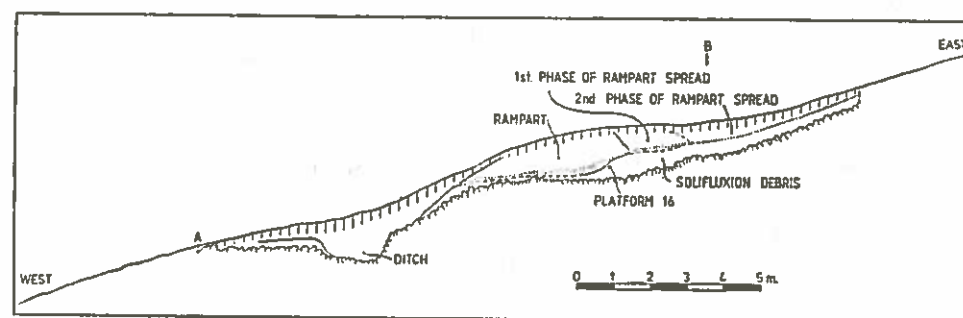 B
EAST
1st. PHASE OF RAMPART SPREAD
2nd PHASE OF RAMPART SPREAD
RAMPART
SOLIFLUXION DEBRIS
PLATFORM 16
A
DITCH
WEST
0 1 2 3 4 5 m.